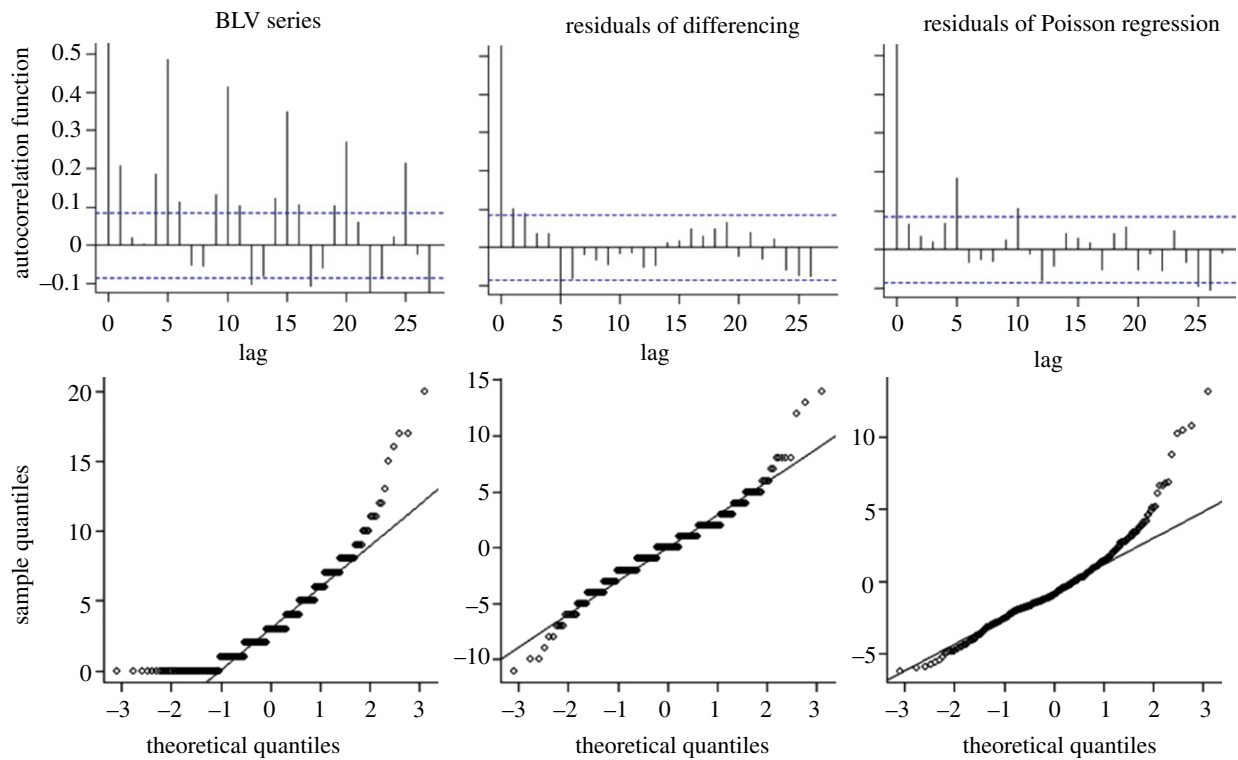 BLV series
residuals of differencing
residuals of Poisson regression
autocorrelation function
0.5
0.4
0.3
0.2
0.1
0
–0.1
0 5 10 15 20 25
0 5 10 15 20 25
0 5 10 15 20 25
lag
lag
lag
sample quantiles
20
15
10
5
0
–3 –2 –1 0 1 2 3
theoretical quantiles
15
10
5
0
–5
–10
–3 –2 –1 0 1 2 3
theoretical quantiles
10
5
0
–5
–3 –2 –1 0 1 2 3
theoretical quantiles